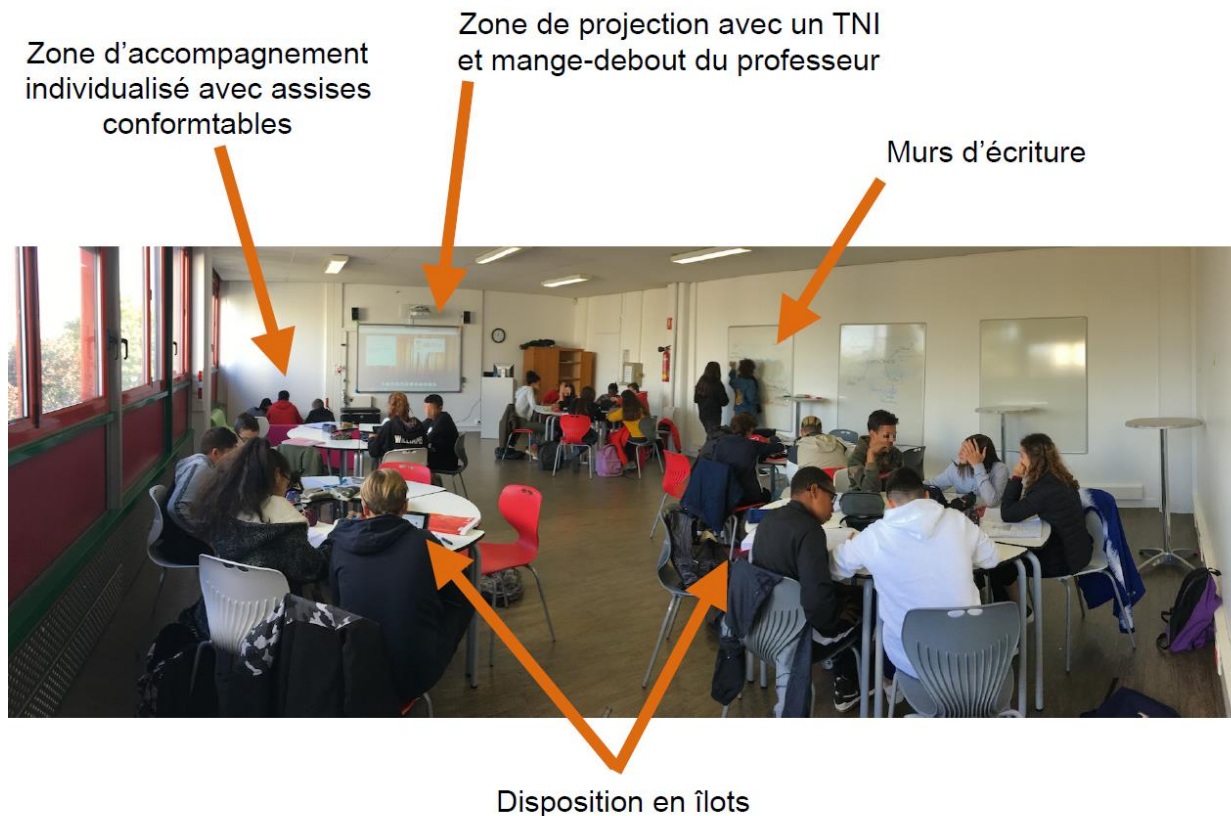 Zone d'accompagnement
individualisé avec assises
conformtables
Zone de projection avec un TNI
et mange-debout du professeur
Murs d'écriture
WILLIAMS
Disposition en îlots